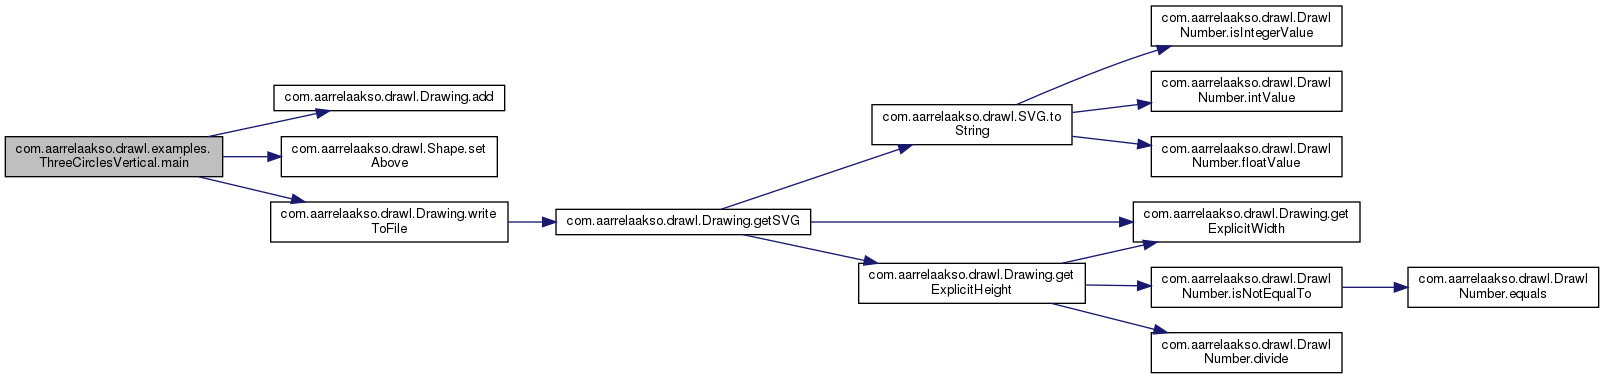 com.aarrelaakso.drawl.examples.
ThreeCirclesVertical.main
com.aarrelaakso.drawl.Drawing.add
com.aarrelaakso.drawl.Shape.set
Above
com.aarrelaakso.drawl.Drawing.write
ToFile
com.aarrelaakso.drawl.Drawing.getSVG
com.aarrelaakso.drawl.SVG.to
String
com.aarrelaakso.drawl.Drawl
Number.isIntegerValue
com.aarrelaakso.drawl.Drawl
Number.intValue
com.aarrelaakso.drawl.Drawl
Number.floatValue
com.aarrelaakso.drawl.Drawing.get
ExplicitWidth
com.aarrelaakso.drawl.Drawing.get
ExplicitHeight
com.aarrelaakso.drawl.Drawl
Number.isNotEqualTo
com.aarrelaakso.drawl.Drawl
Number.equals
com.aarrelaakso.drawl.Drawl
Number.divide